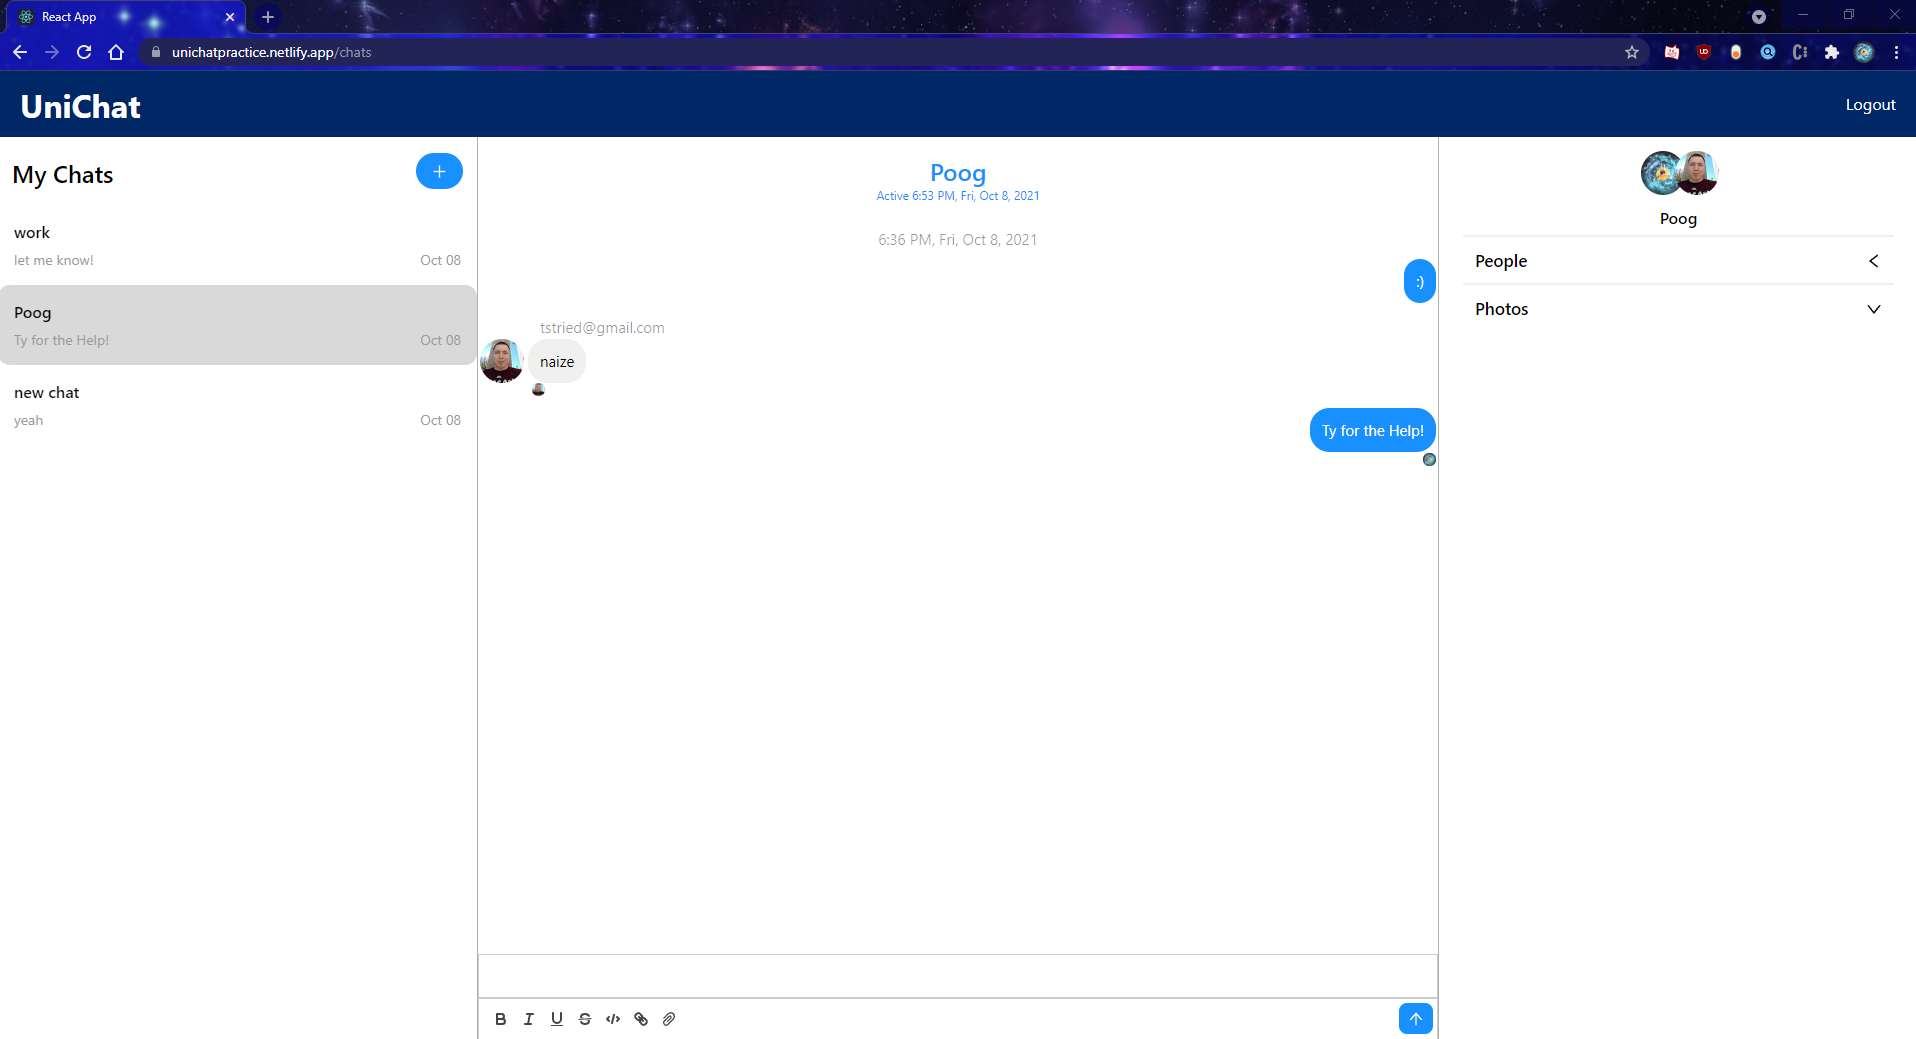 React App
unichatpractice.netlify.app/chats
UniChat
Logout
My Chats
+
work
let me know!
Oct 08
Poog
Ty for the Help!
Oct 08
new chat
yeah
Oct 08
Poog
Active 6:53 PM, Fri, Oct 8, 2021
6:36 PM, Fri, Oct 8, 2021
:)
tstried@gmail.com
naize
Ty for the Help!
B I U S </>
Poog
People
Photos